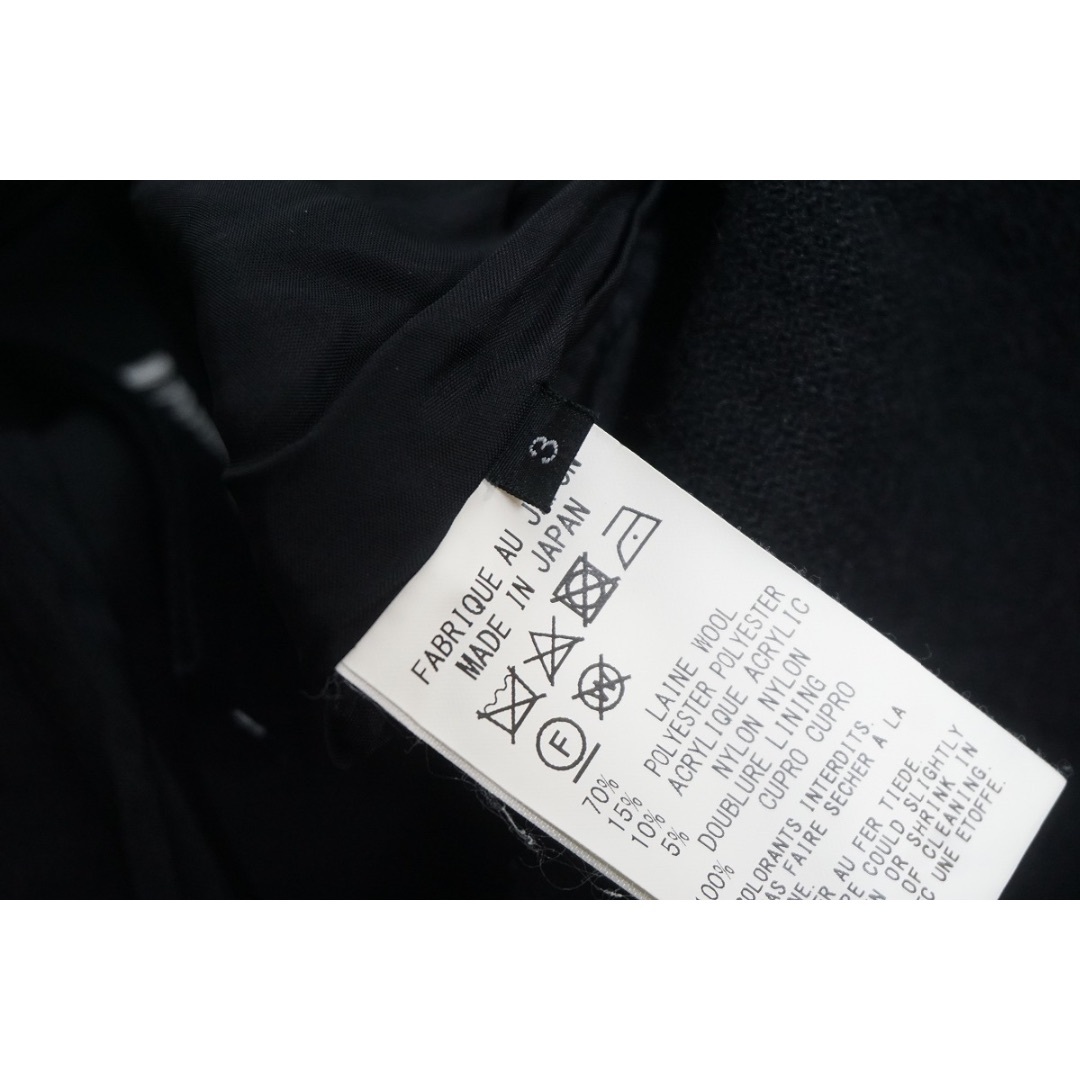 3
FABRIQUE AU JAPON
MADE IN JAPAN
F
W
70% LAINE WOOL
15% POLYESTER POLYESTER
10% ACRYLIQUE ACRYLIC
5% NYLON NYLON
DOUBLURE LINING
100% CUPRO CUPRO
COLORANTS INTERDITS.
FAIRE SECHER A LA
AU FER TIEDE.
COULD SLIGHTLY
OR SHRINK IN
OF CLEANING.
UNE ETOFFE.